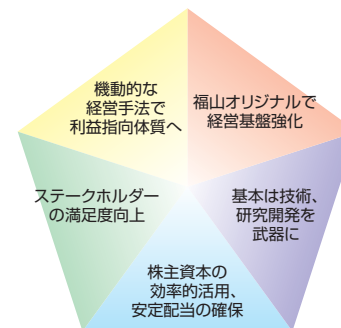 機動的な
経営手法で
利益指向体質へ
福山オリジナルで
経営基盤強化
ステークホルダー
の満足度向上
基本は技術、
研究開発を
武器に
株主資本の
効率的活用、
安定配当の確保